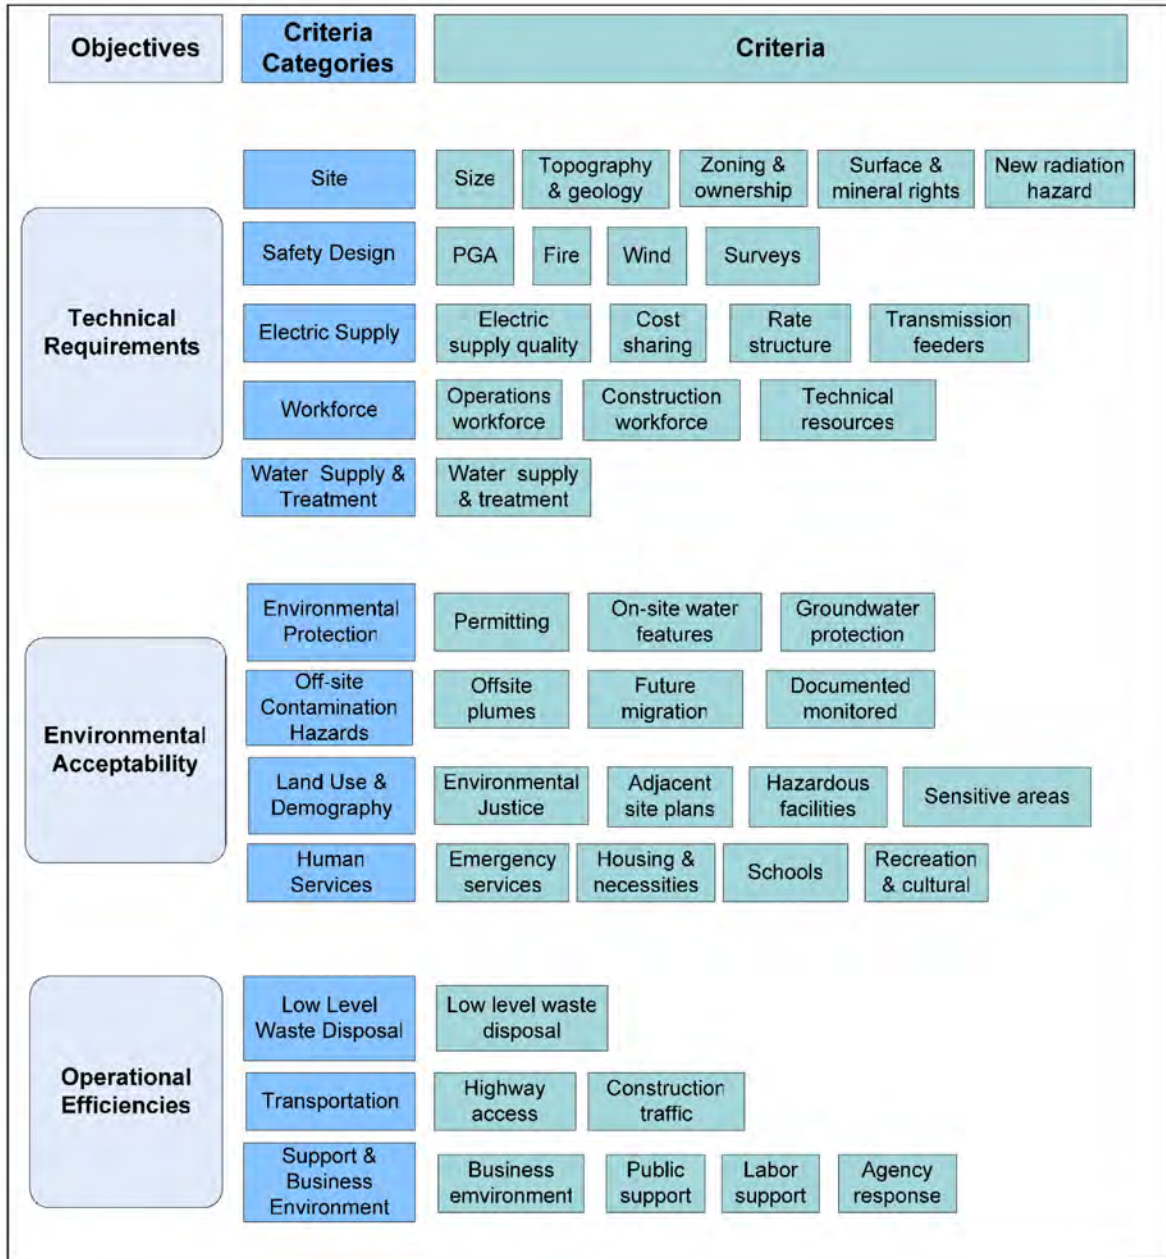 Objectives
Criteria
Categories
Criteria
Technical
Requirements
Site
Size
Topography
& geology
Zoning &
ownership
Surface &
mineral rights
New radiation
hazard
Safety Design
PGA
Fire
Wind
Surveys
Electric Supply
Electric
supply quality
Cost
sharing
Rate
structure
Transmission
feeders
Workforce
Operations
workforce
Construction
workforce
Technical
resources
Water Supply &
Treatment
Water supply
& treatment
Environmental
Acceptability
Environmental
Protection
Permitting
On-site water
features
Groundwater
protection
Off-site
Contamination
Hazards
Offsite
plumes
Future
migration
Documented
monitored
Land Use &
Demography
Environmental
Justice
Adjacent
site plans
Hazardous
facilities
Sensitive areas
Human
Services
Emergency
services
Housing &
necessities
Schools
Recreation
& cultural
Operational
Efficiencies
Low Level
Waste Disposal
Low level waste
disposal
Transportation
Highway
access
Construction
traffic
Support &
Business
Environment
Business
emvironment
Public
support
Labor
support
Agency
response